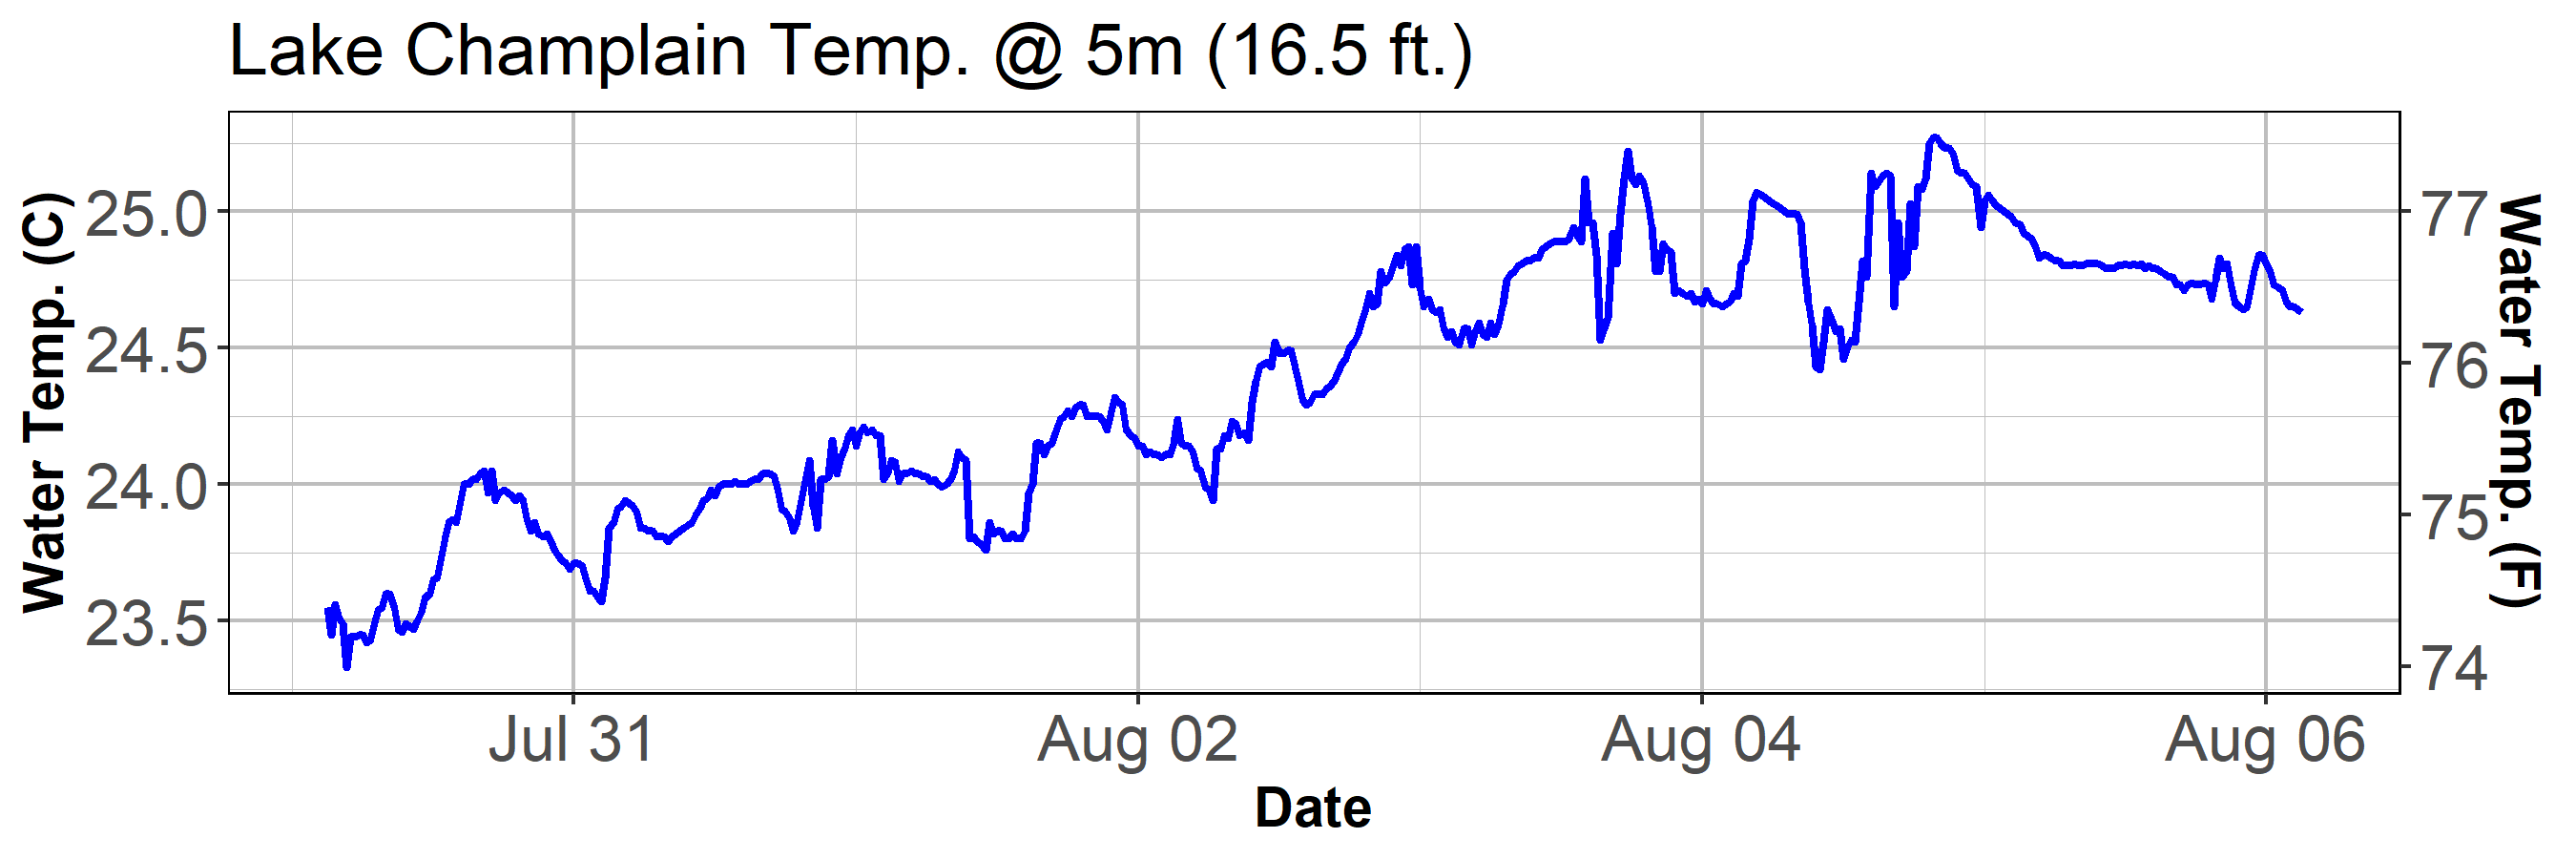 Lake Champlain Temp. @ 5m (16.5 ft.)
Water Temp. (C)
25.0
24.5
24.0
23.5
77
76
75
74
Water Temp. (F)
Jul 31
Aug 02
Aug 04
Aug 06
Date